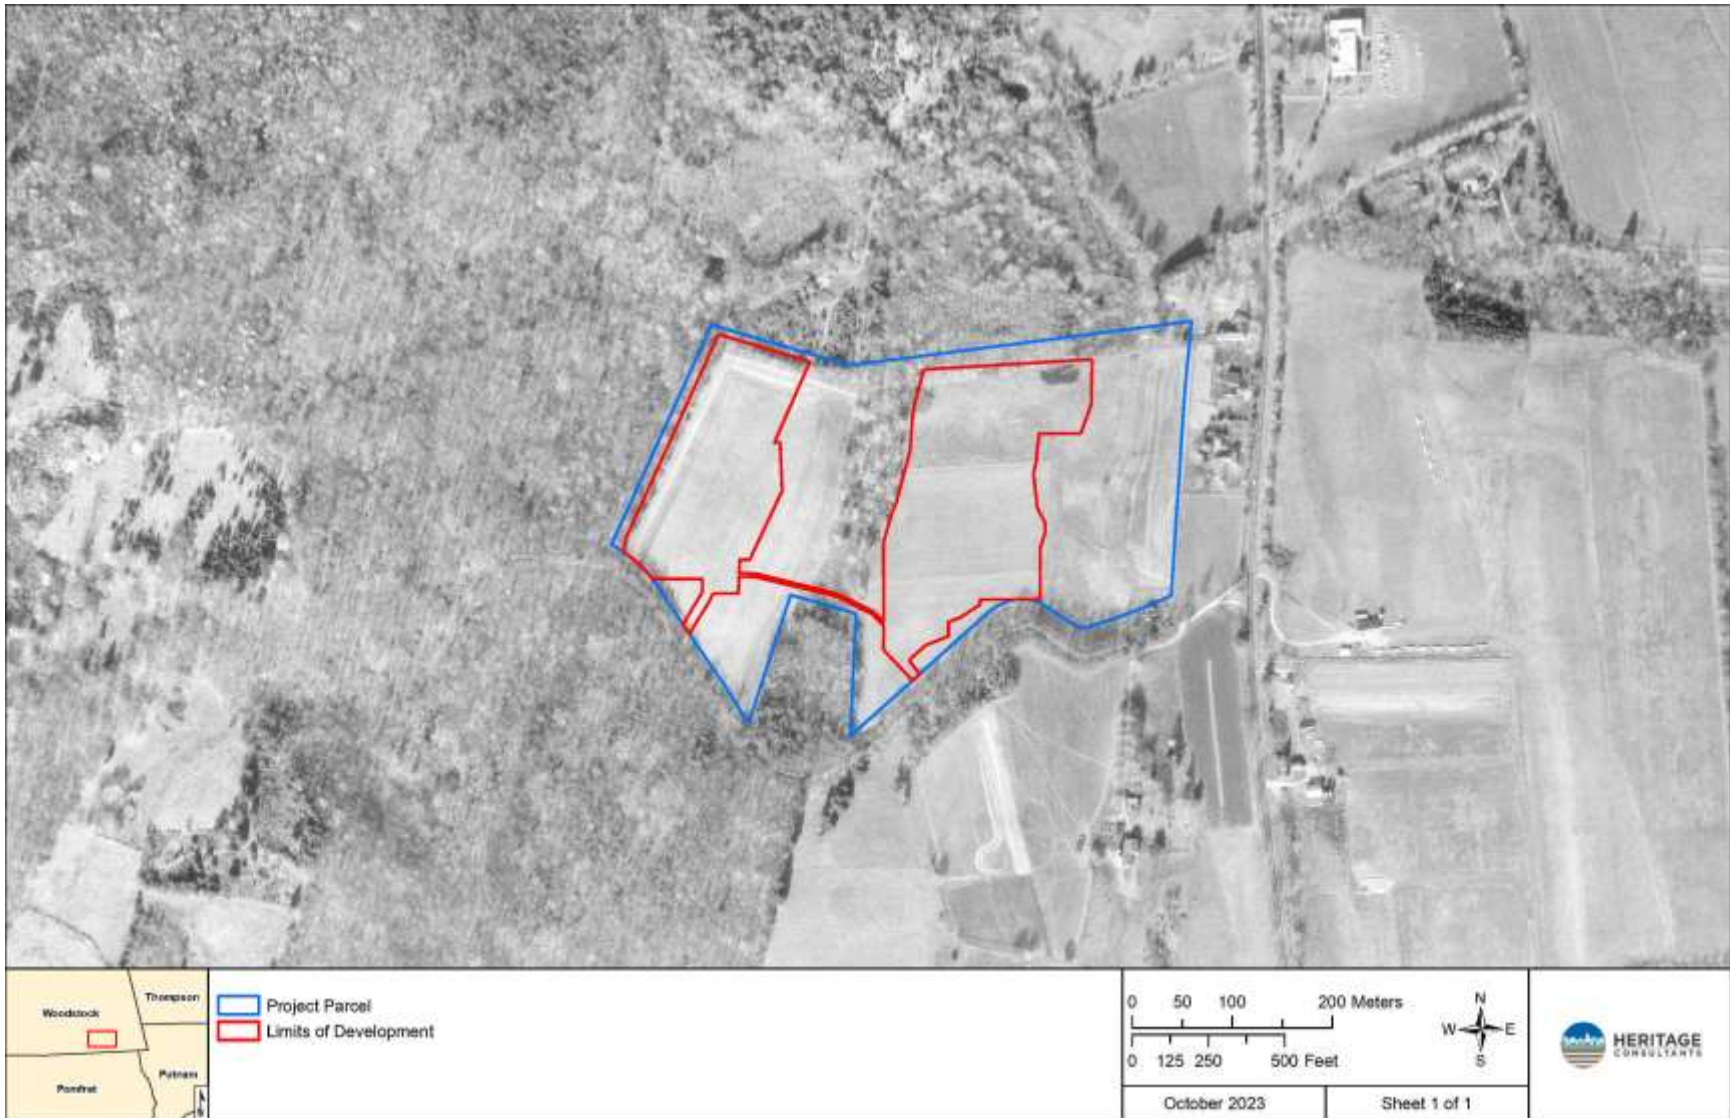 Woodstock
Thompson
Pomfret
Putnam
Project Parcel
Limits of Development
0 50 100 200 Meters
0 125 250 500 Feet
N
W E
S
October 2023
Sheet 1 of 1
HERITAGE
CONSULTANTS